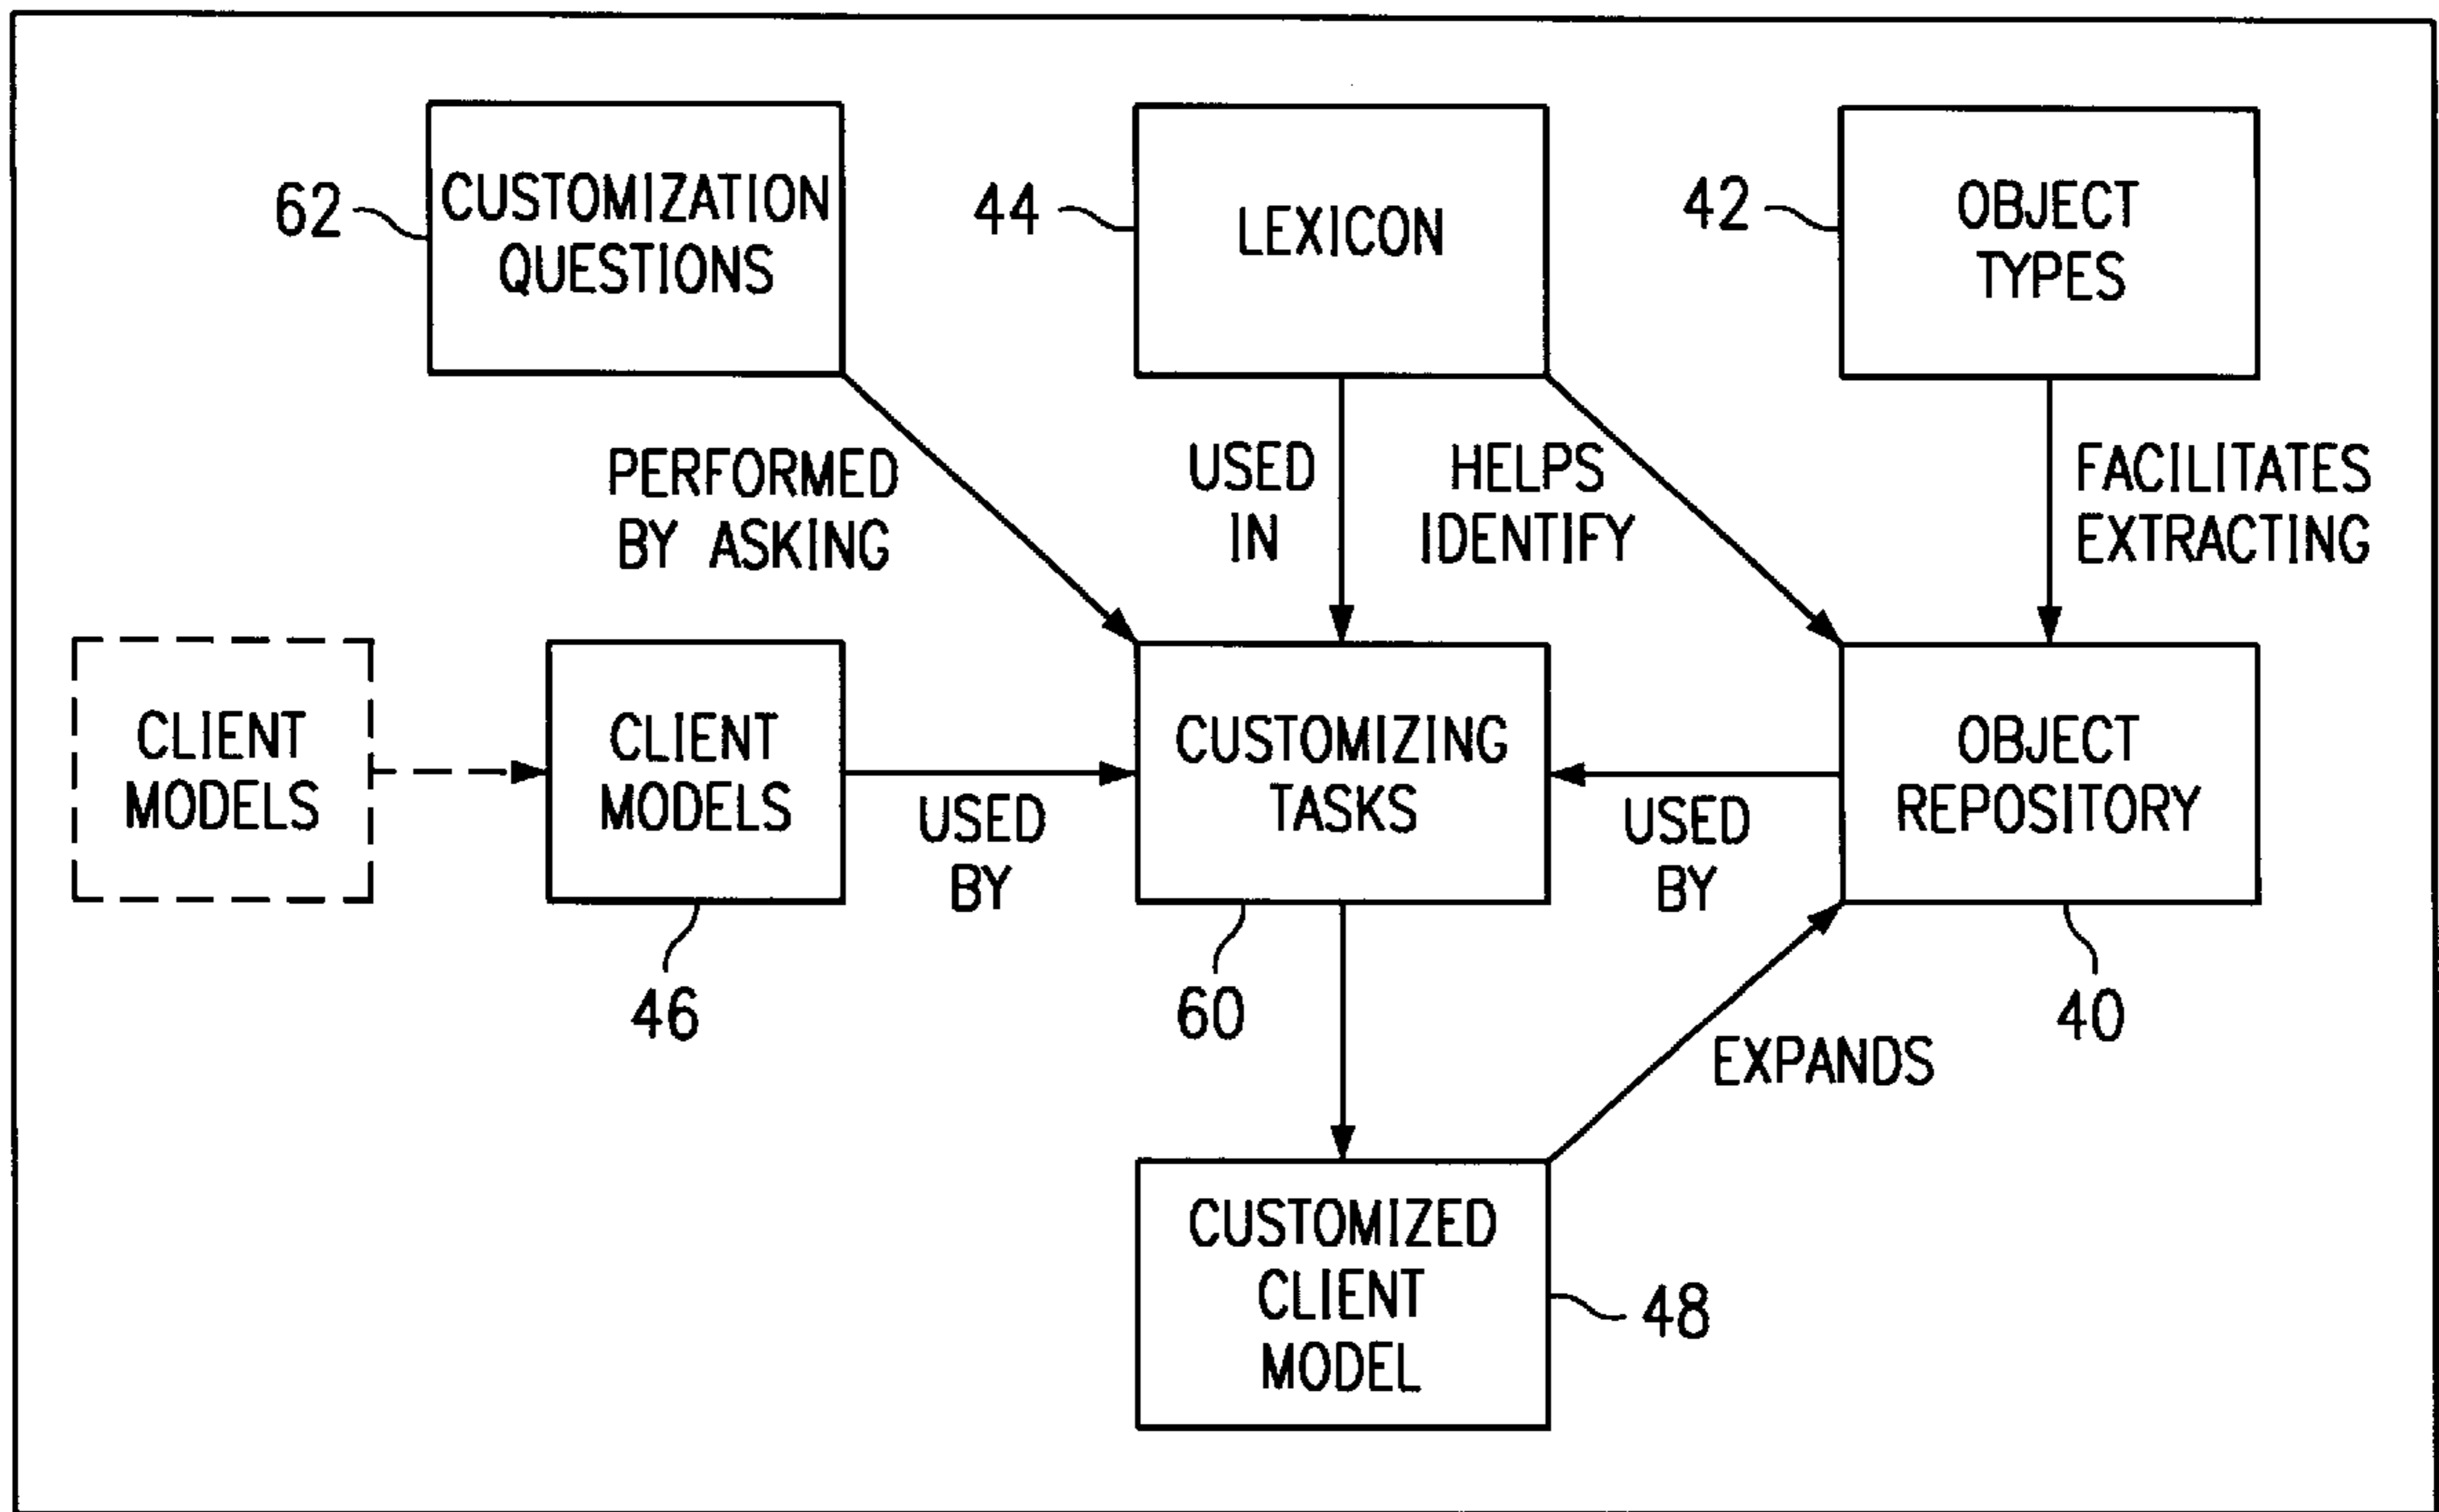 62
CUSTOMIZATION
QUESTIONS
44
LEXICON
42
OBJECT
TYPES
PERFORMED
BY ASKING
USED
IN
HELPS
IDENTIFY
FACILITATES
EXTRACTING
CLIENT
MODELS
CLIENT
MODELS
46
USED
BY
CUSTOMIZING
TASKS
60
USED
BY
OBJECT
REPOSITORY
40
EXPANDS
CUSTOMIZED
CLIENT
MODEL
48